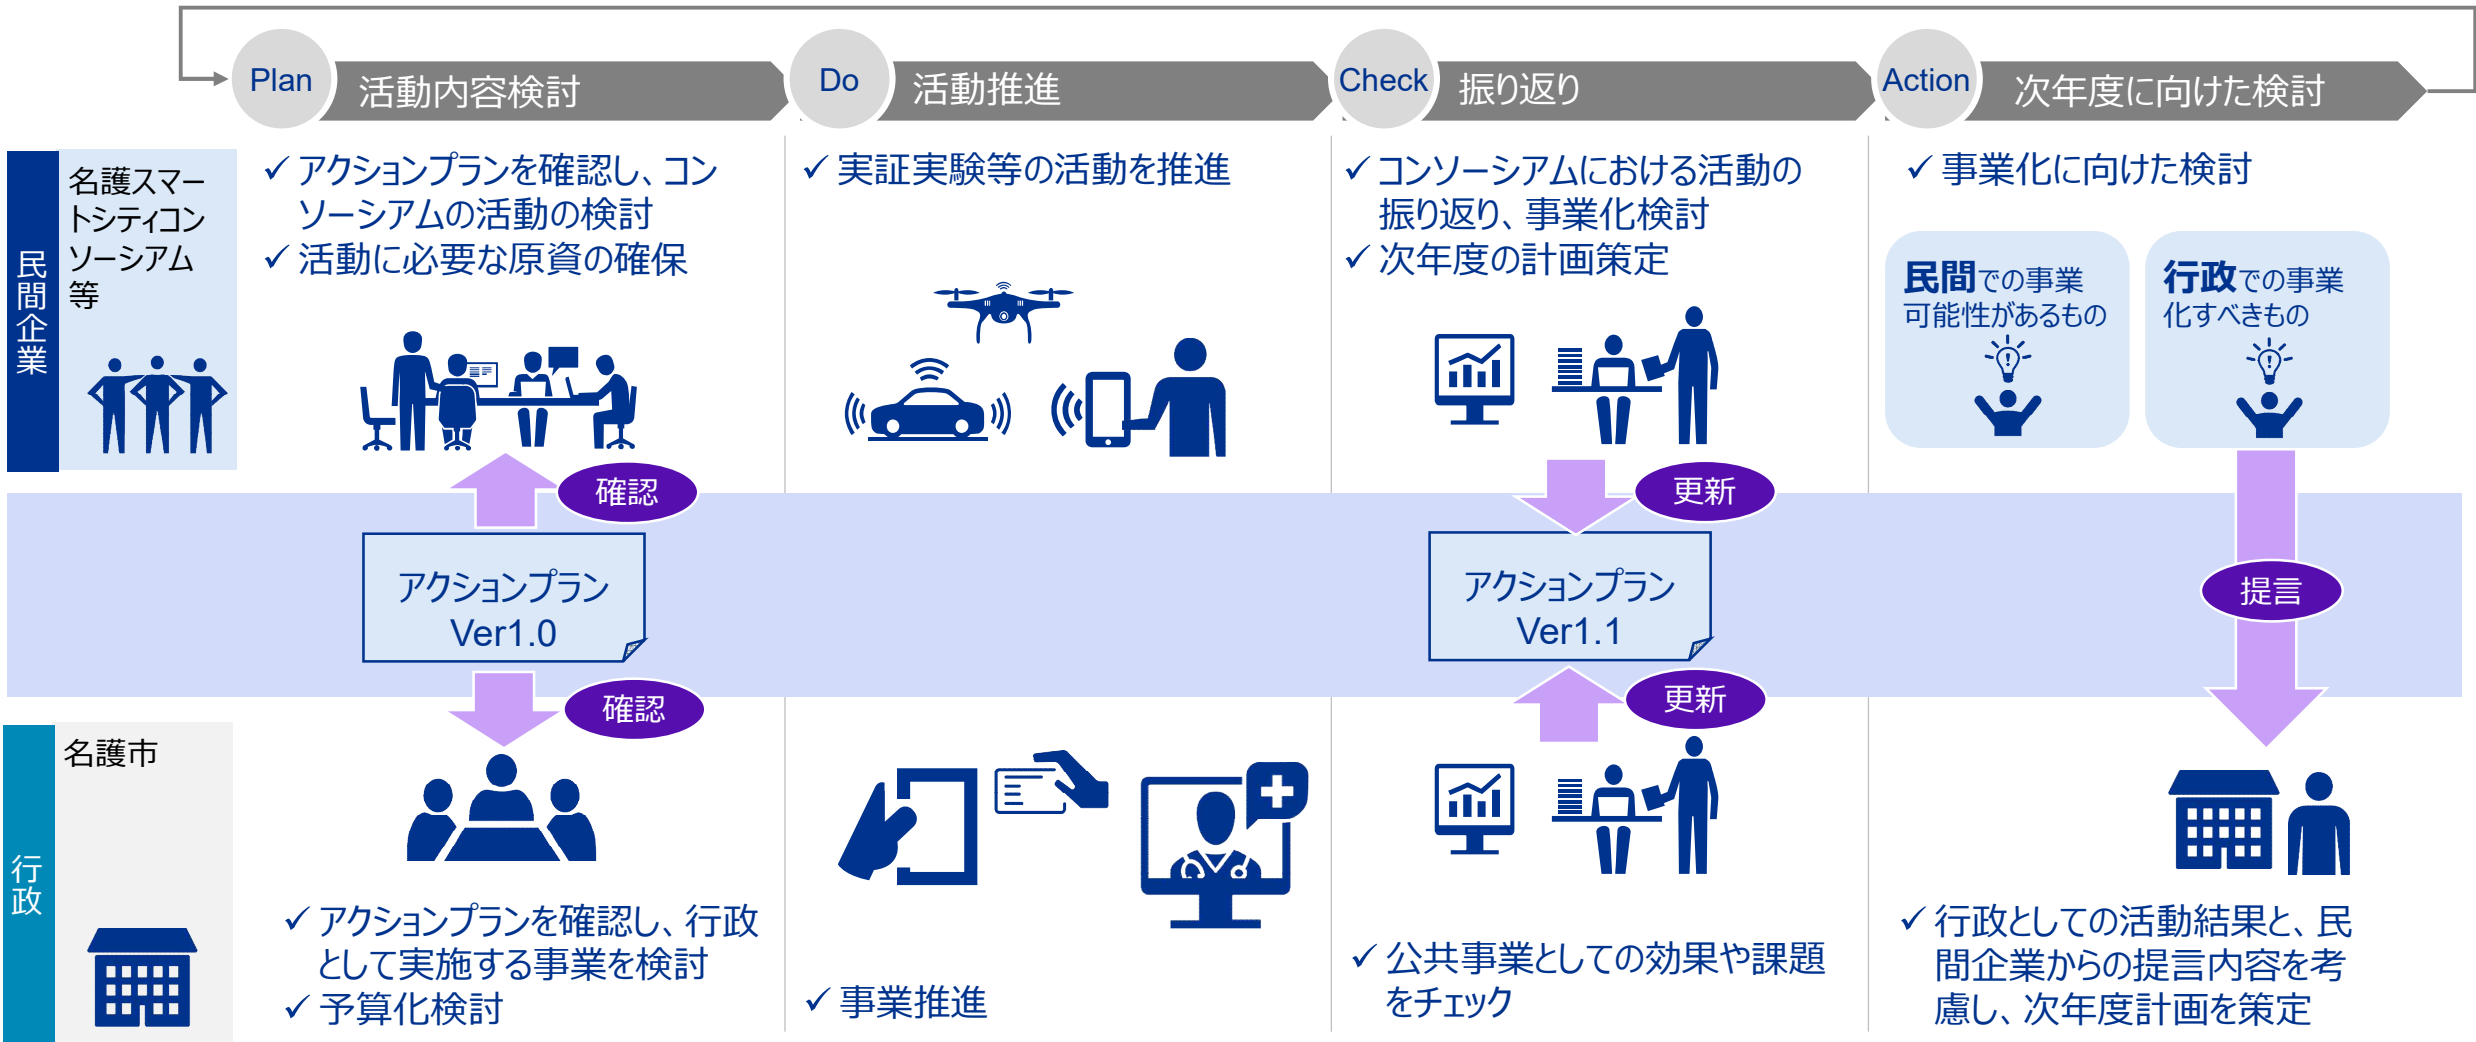 Plan
活動内容検討
Do
活動推進
Check
振り返り
Action
次年度に向けた検討
民間企業
名護スマー
トシティコン
ソーシアム
等
✓アクションプランを確認し、コン
ソーシアムの活動の検討
✓活動に必要な原資の確保
✓実証実験等の活動を推進
✓コンソーシアムにおける活動の
振り返り、事業化検討
✓次年度の計画策定
✓事業化に向けた検討
民間での事業
可能性があるもの
行政での事業
化すべきもの
確認
更新
アクションプラン
Ver1.0
アクションプラン
Ver1.1
提言
確認
更新
行政
名護市
✓アクションプランを確認し、行政
として実施する事業を検討
✓予算化検討
✓事業推進
✓公共事業としての効果や課題
をチェック
✓行政としての活動結果と、民
間企業からの提言内容を考
慮し、次年度計画を策定